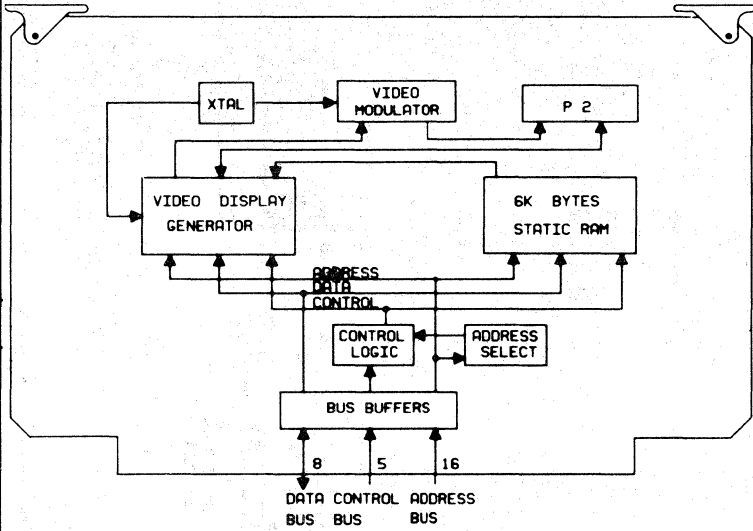 XTAL
VIDEO
MODULATOR
P 2
VIDEO DISPLAY
GENERATOR
6K BYTES
STATIC RAM
ADDRESS
DATA
CONTROL
CONTROL
LOGIC
ADDRESS
SELECT
BUS BUFFERS
8
5
16
DATA
BUS
CONTROL
BUS
ADDRESS
BUS